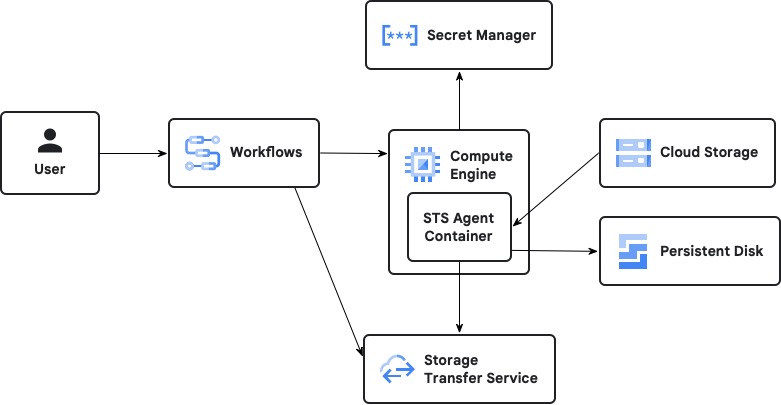 [***] Secret Manager
User
Workflows
Compute
Engine
STS Agent
Container
Cloud Storage
Persistent Disk
Storage
Transfer Service